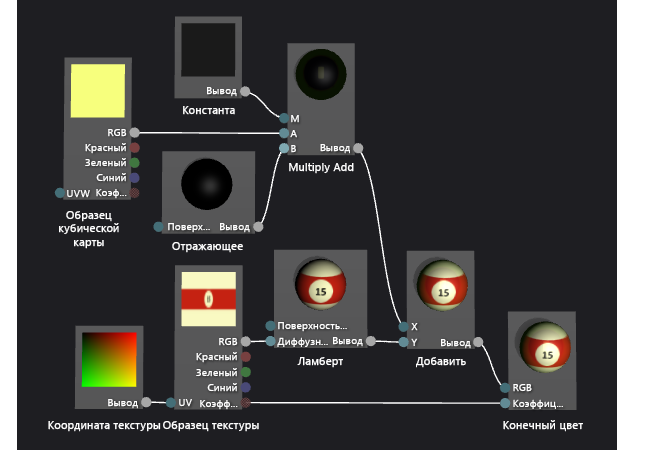 Вывод
Константа
M
A
B
Вывод
Multiply Add
RGB
Красный
Зеленый
Синий
UVW
Коэф...
Образец
кубической
карты
Поверх...
Вывод
Отражающее
15
Поверхность...
Диффузн...
Вывод
Ламберт
15
X
Y
Вывод
Добавить
RGB
Красный
Зеленый
Синий
UV
Коэфф...
Образец текстуры
Вывод
Координата текстуры
15
RGB
Коэффиц...
Конечный цвет